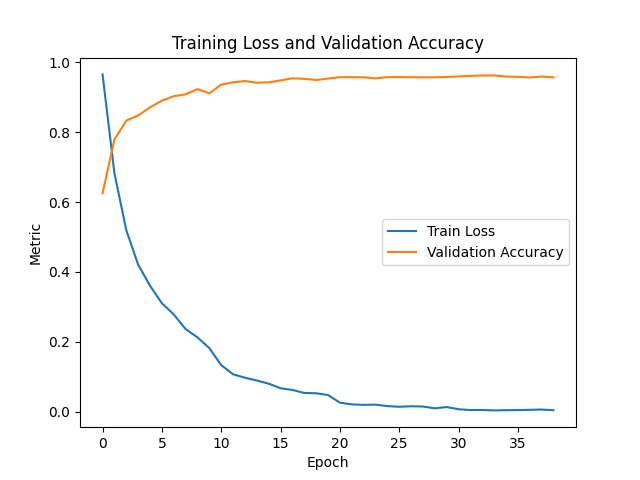 Training Loss and Validation Accuracy
1.0
0.8
0.6
0.4
0.2
0.0
Metric
Train Loss
Validation Accuracy
0 5 10 15 20 25 30 35
Epoch